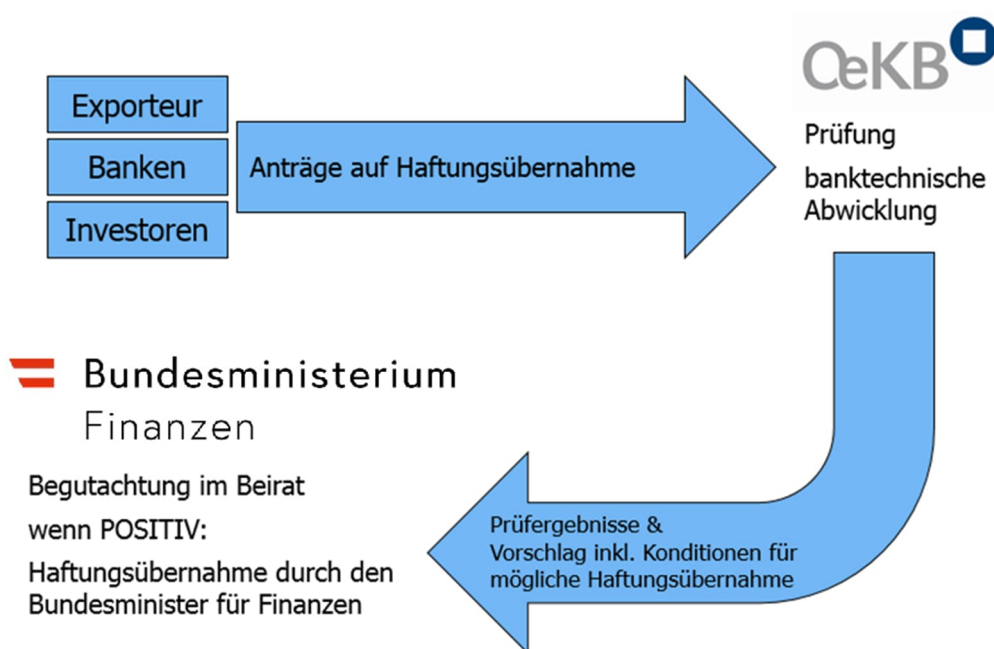 Exporteur
Banken
Investoren
Anträge auf Haftungsübernahme
OeKB
Prüfung
banktechnische
Abwicklung
Prüfergebnisse &
Vorschlag inkl. Konditionen für
mögliche Haftungsübernahme
Bundesministerium
Finanzen
Begutachtung im Beirat
wenn POSITIV:
Haftungsübernahme durch den
Bundesminister für Finanzen